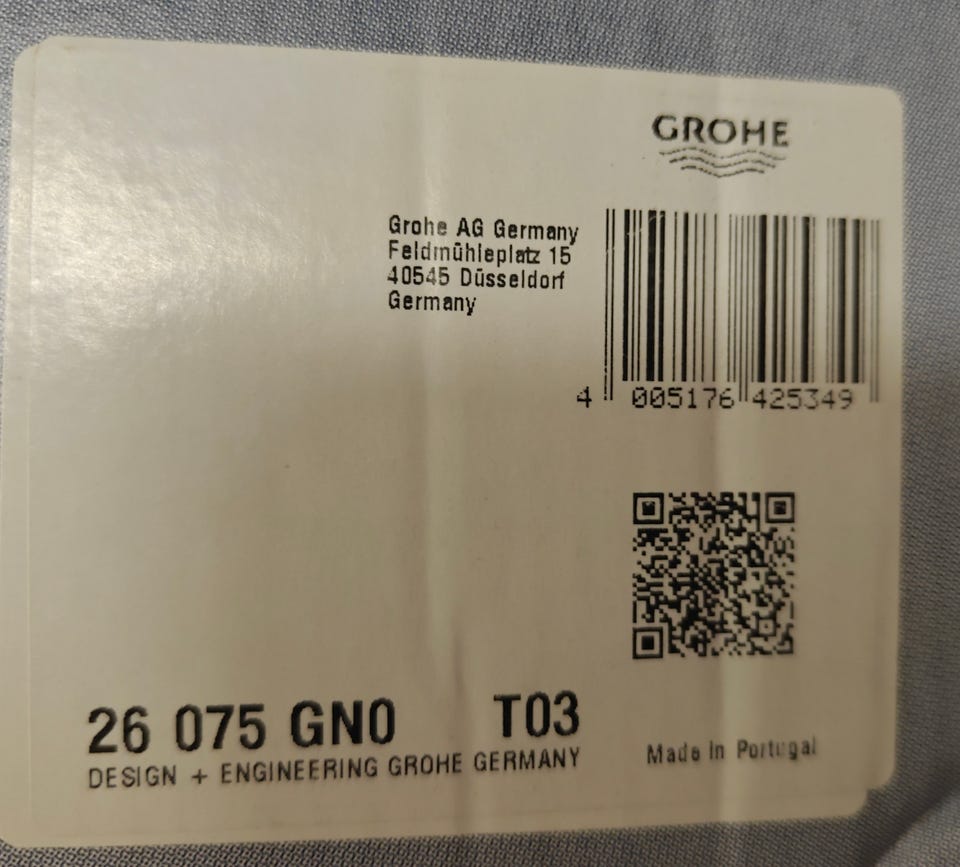 GROHE
Grohe AG Germany
Feldmühleplatz 15
40545 Düsseldorf
Germany
4 005176 425349
26 075 GN0 T03
DESIGN + ENGINEERING GROHE GERMANY
Made in Portugal